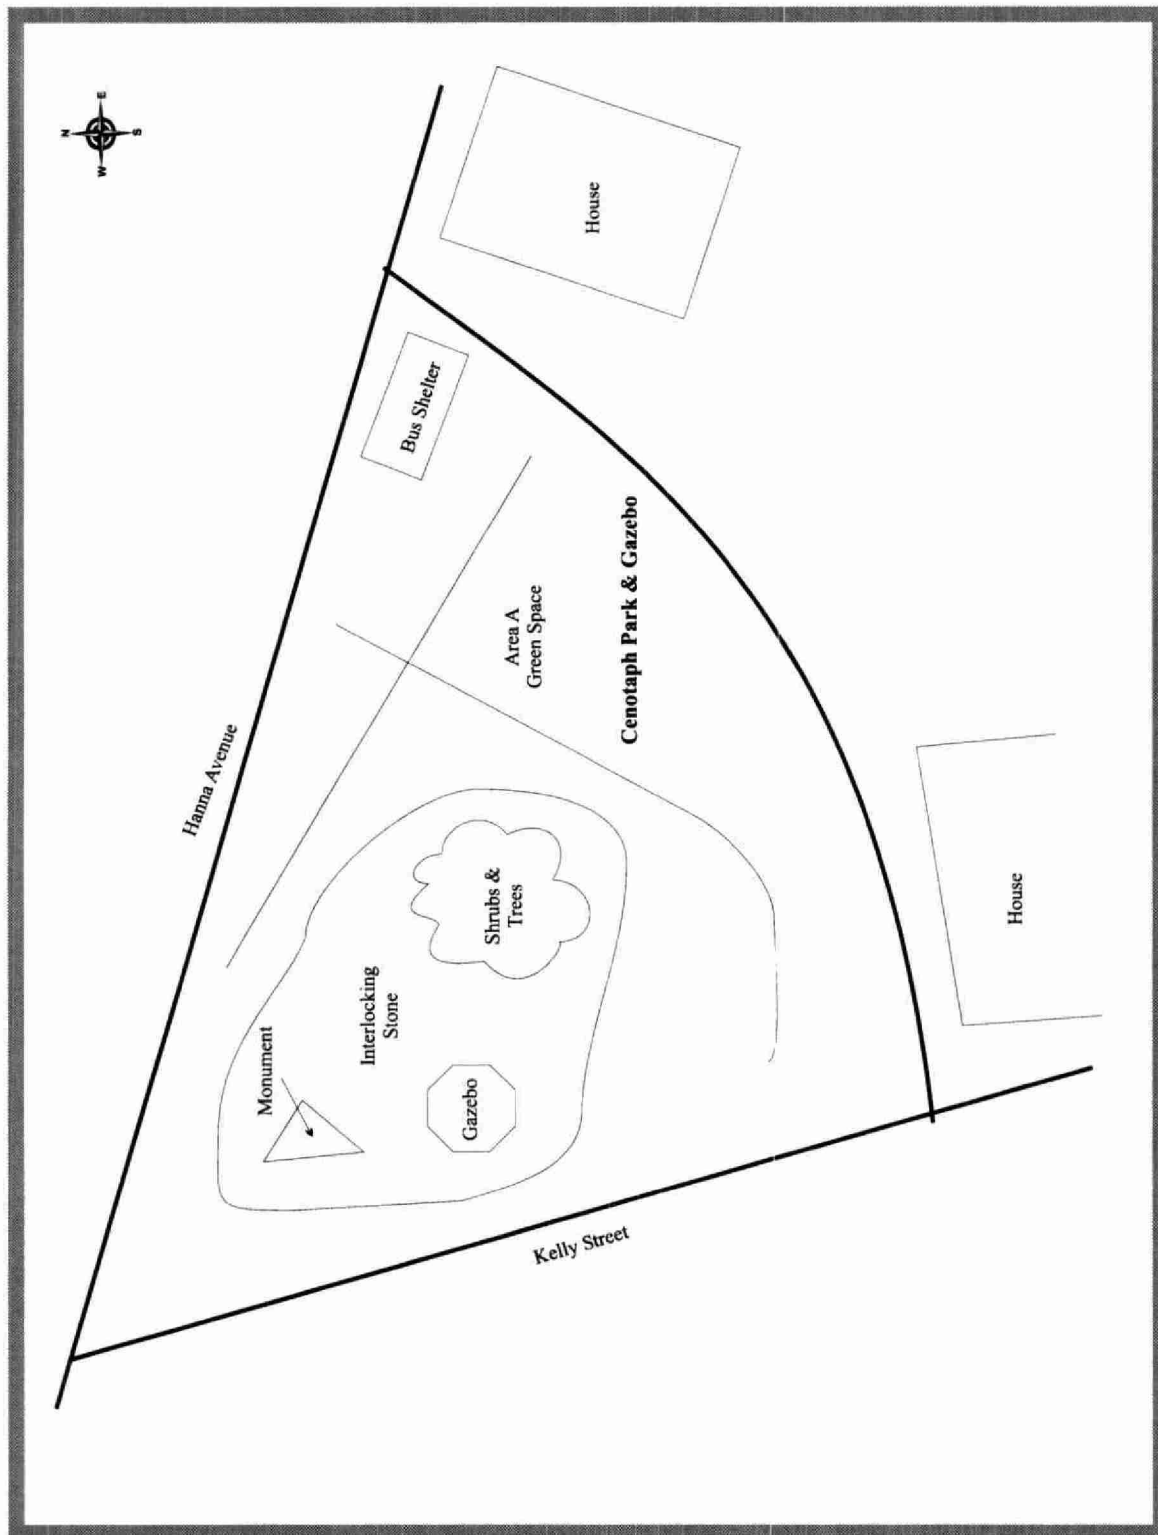 N
E
S
W
Hanna Avenue
House
Bus Shelter
Area A
Green Space
Cenotaph Park & Gazebo
Shrubs &
Trees
Interlocking
Stone
Monument
Gazebo
Kelly Street
House